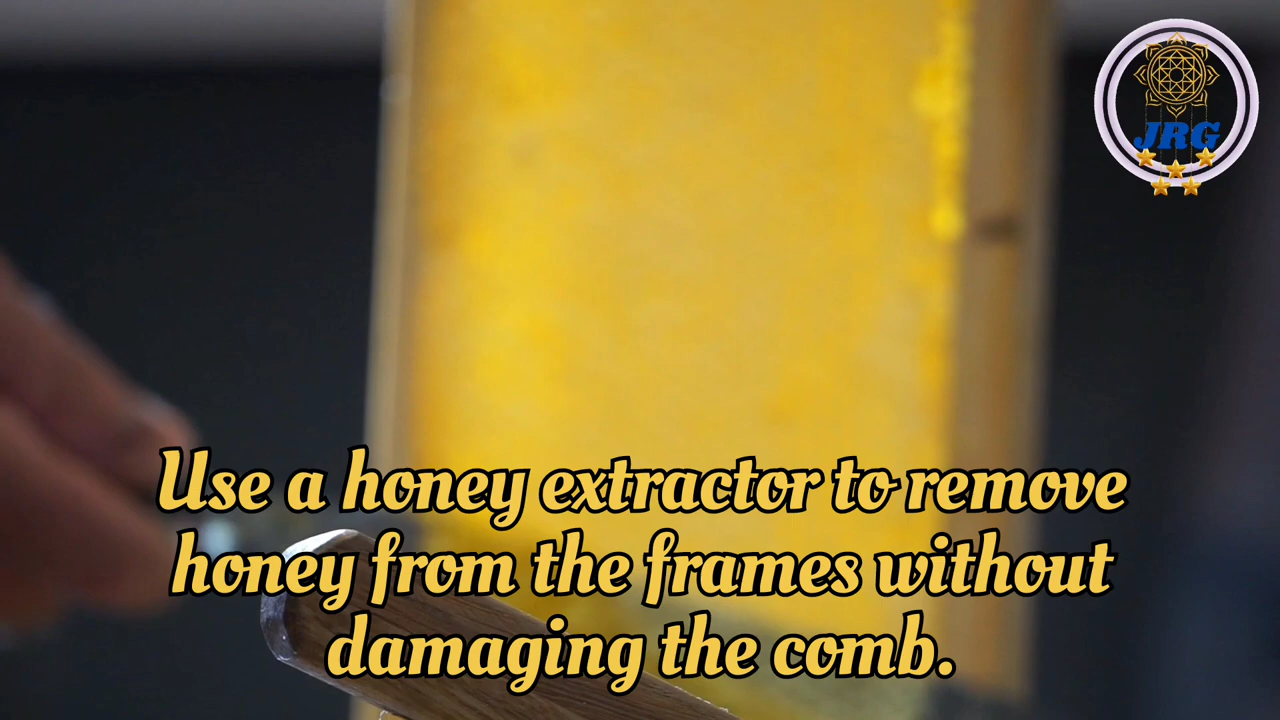 JRG
Use a honey extractor to remove
honey from the frames without
damaging the comb.